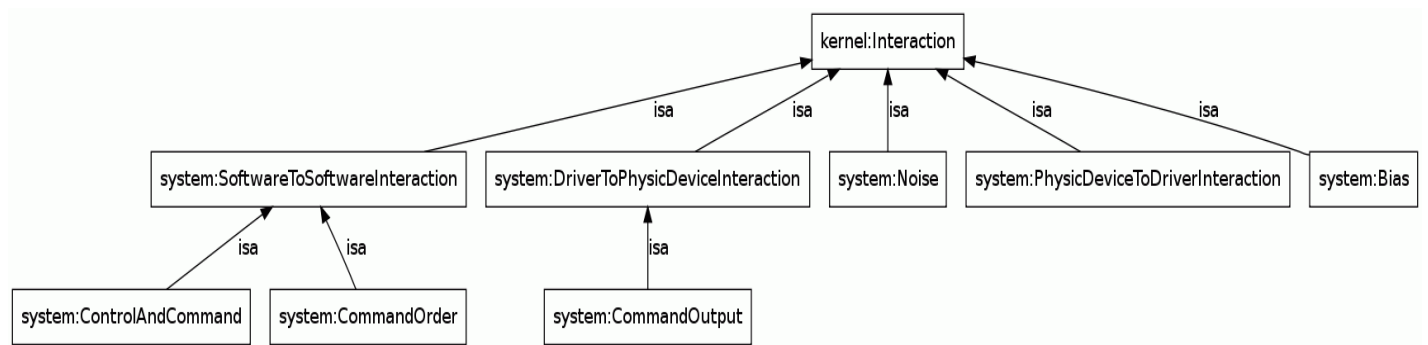 kernel:Interaction
isa
isa
isa
isa
isa
system:SoftwareToSoftwareInteraction
system:DriverToPhysicDeviceInteraction
system:Noise
system:PhysicDeviceToDriverInteraction
system:Bias
isa
isa
isa
system:ControlAndCommand
system:CommandOrder
system:CommandOutput